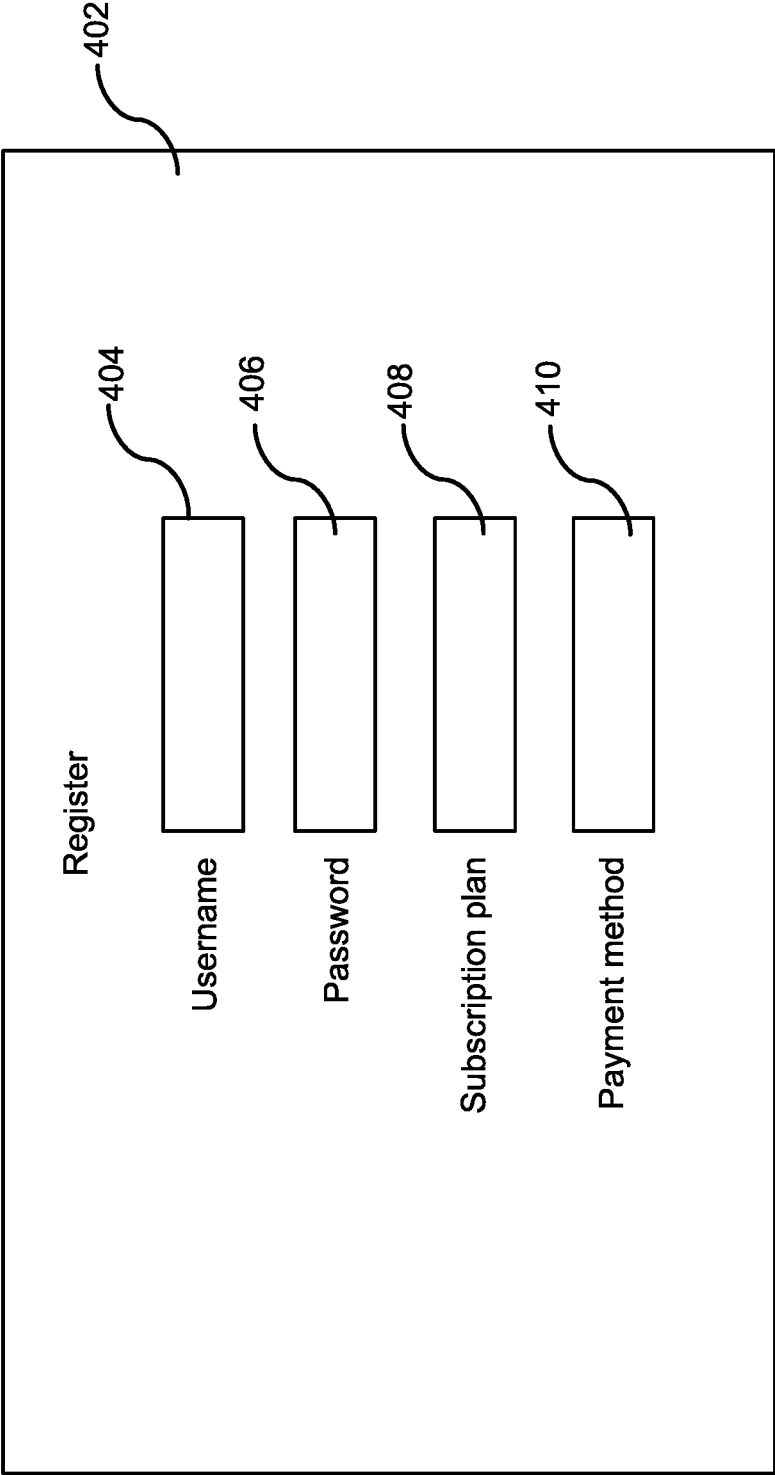 402
Register
Username
404
Password
406
Subscription plan
408
Payment method
410